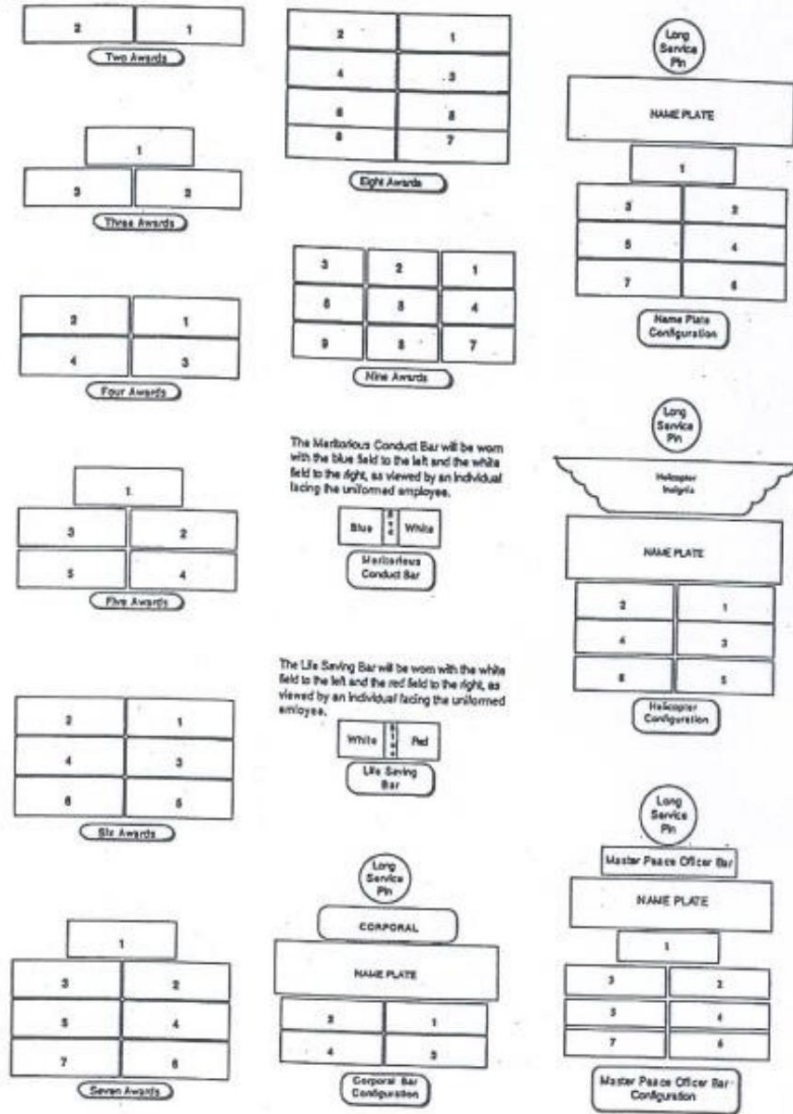 2 1
Two Awards
1
3 2
Three Awards
2 1
4 3
Four Awards
1
3 2
5 4
Five Awards
2 1
4 3
6 5
Six Awards
1
3 2
5 4
7 6
Seven Awards
2 1
4 3
6
8 7
Eight Awards
3 2 1
6 5 4
9 8 7
Nine Awards
The Meritorious Conduct Bar will be worn
with the blue field to the left and the white
field to the right, as viewed by an individual
facing the uniformed employee.
Blue White
Meritorious
Conduct Bar
The Life Saving Bar will be worn with the white
field to the left and the red field to the right, as
viewed by an individual facing the uniformed
emloyee.
White Blue Red
Life Saving
Bar
Long
Service
Pin
CORPORAL
NAME PLATE
2 1
4 3
Corporal Bar
Configuration
Long
Service
Pin
NAME PLATE
1
3 2
5 4
7 6
Name Plate
Configuration
Long
Service
Pin
Helicopter
Insignia
NAME PLATE
2 1
4 3
6 5
Helicopter
Configuration
Long
Service
Pin
Master Peace Officer Bar
NAME PLATE
1
3 2
5 4
7 6
Master Peace Officer Bar
Configuration